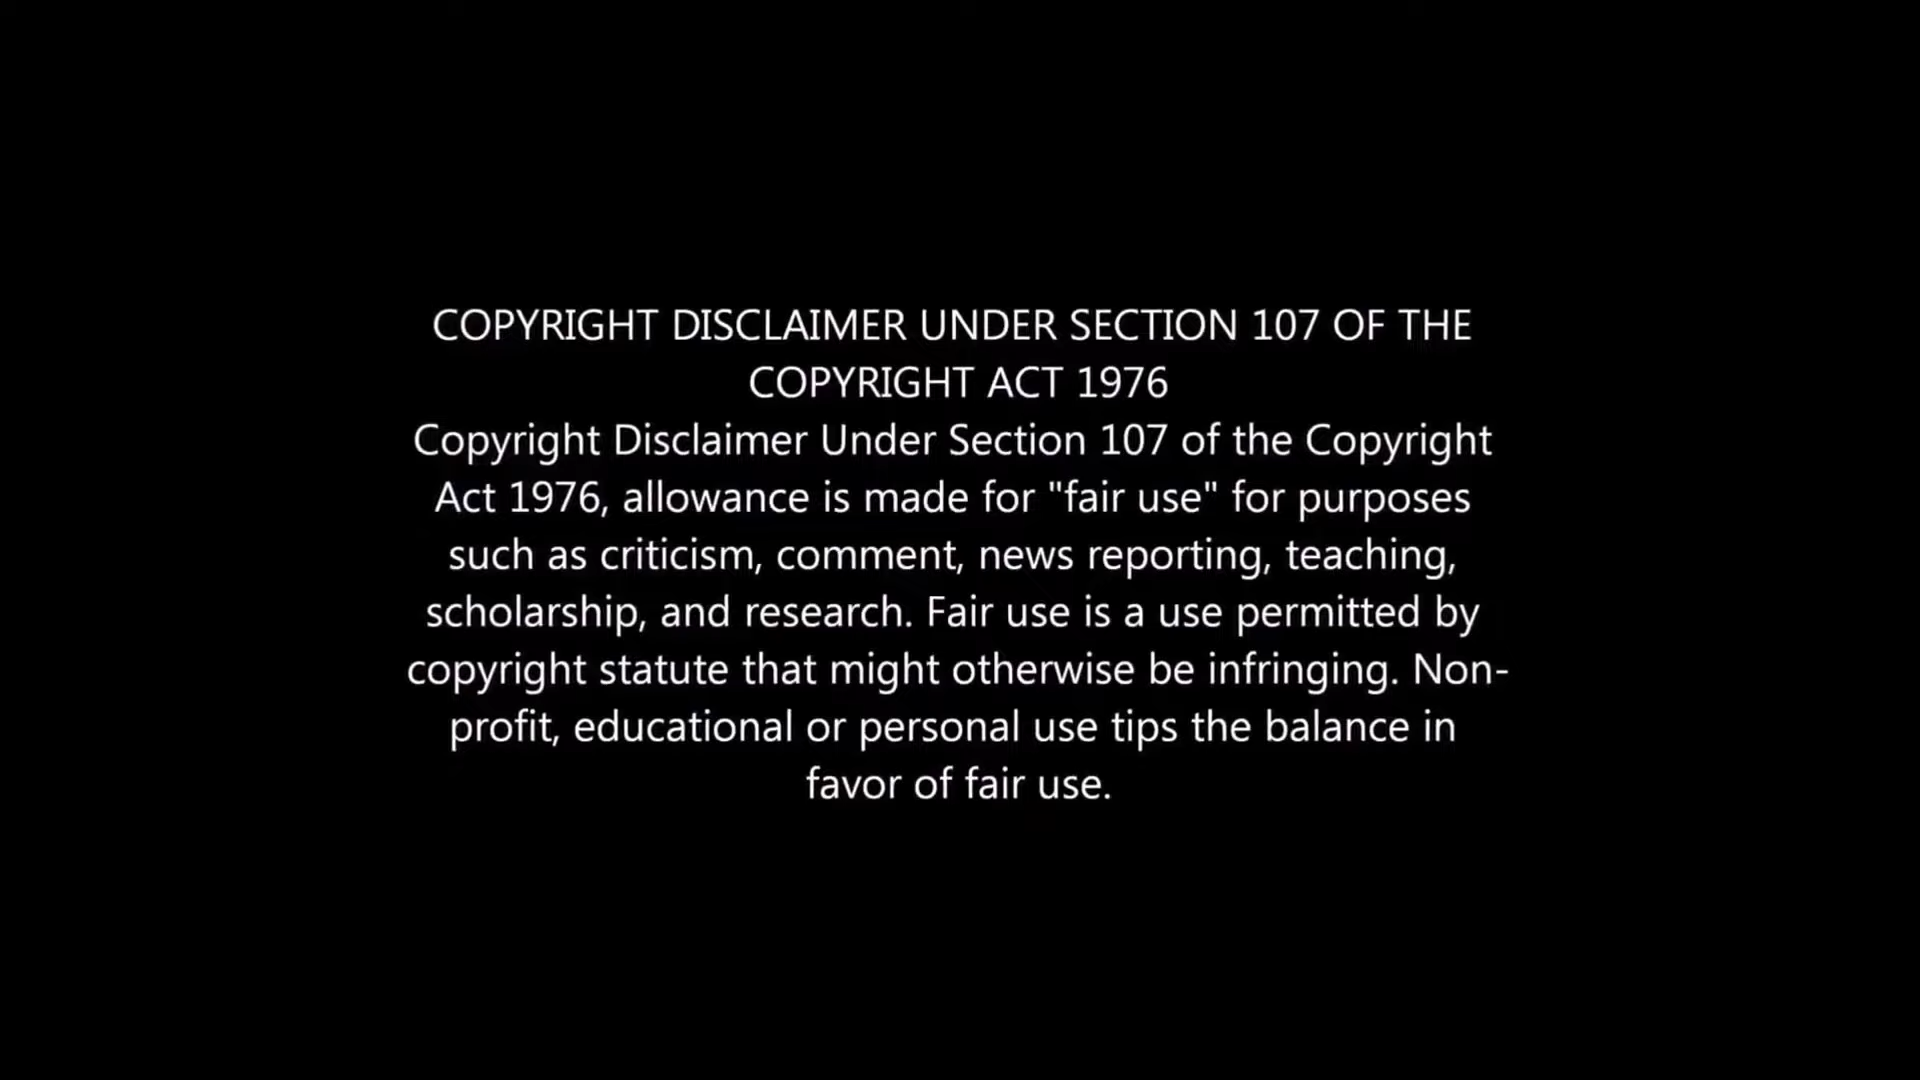 COPYRIGHT DISCLAIMER UNDER SECTION 107 OF THE
COPYRIGHT ACT 1976
Copyright Disclaimer Under Section 107 of the Copyright
Act 1976, allowance is made for "fair use" for purposes
such as criticism, comment, news reporting, teaching,
scholarship, and research. Fair use is a use permitted by
copyright statute that might otherwise be infringing. Non-
profit, educational or personal use tips the balance in
favor of fair use.